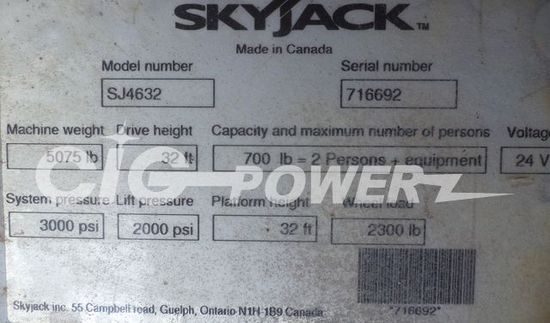 SKYJACK™
Made in Canada
Model number Serial number
SJ4632 716692
Machine weight Drive height Capacity and maximum number of persons Voltage
5075 lb 32 ft 700 lb = 2 Persons + equipment 24 V
CIG POWER
System pressure Lift pressure Platform height Wheel load
3000 psi 2000 psi 32 ft 2300 lb
Skyjack inc. 55 Campbell road, Guelph, Ontario N1H 1B9 Canada "716692"